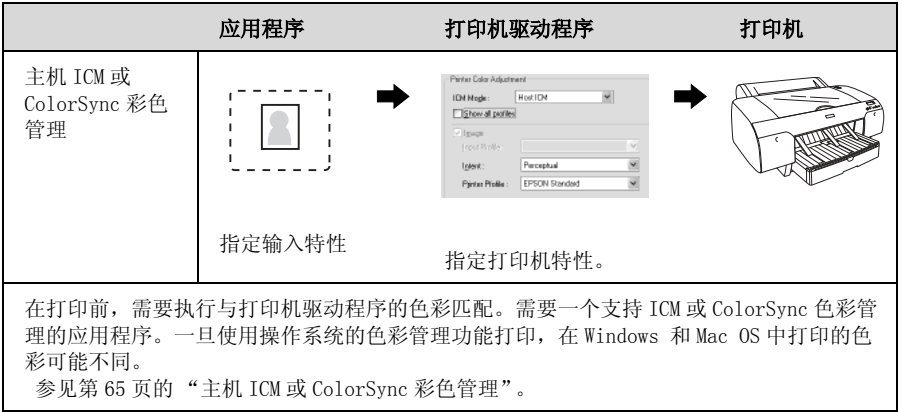 应用程序 打印机驱动程序 打印机
主机 ICM 或
ColorSync 彩色
管理
Printer Color Adjustment
ICM Mode : Host ICM
Show all profiles
Image
Input Profile :
Intent : Perceptual
Printer Profile : EPSON Standard
指定输入特性
指定打印机特性。
在打印前，需要执行与打印机驱动程序的色彩匹配。需要一个支持 ICM 或 ColorSync 色彩管
理的应用程序。一旦使用操作系统的色彩管理功能打印，在 Windows 和 Mac OS 中打印的色
彩可能不同。
参见第 65 页的 “主机 ICM 或 ColorSync 彩色管理”。